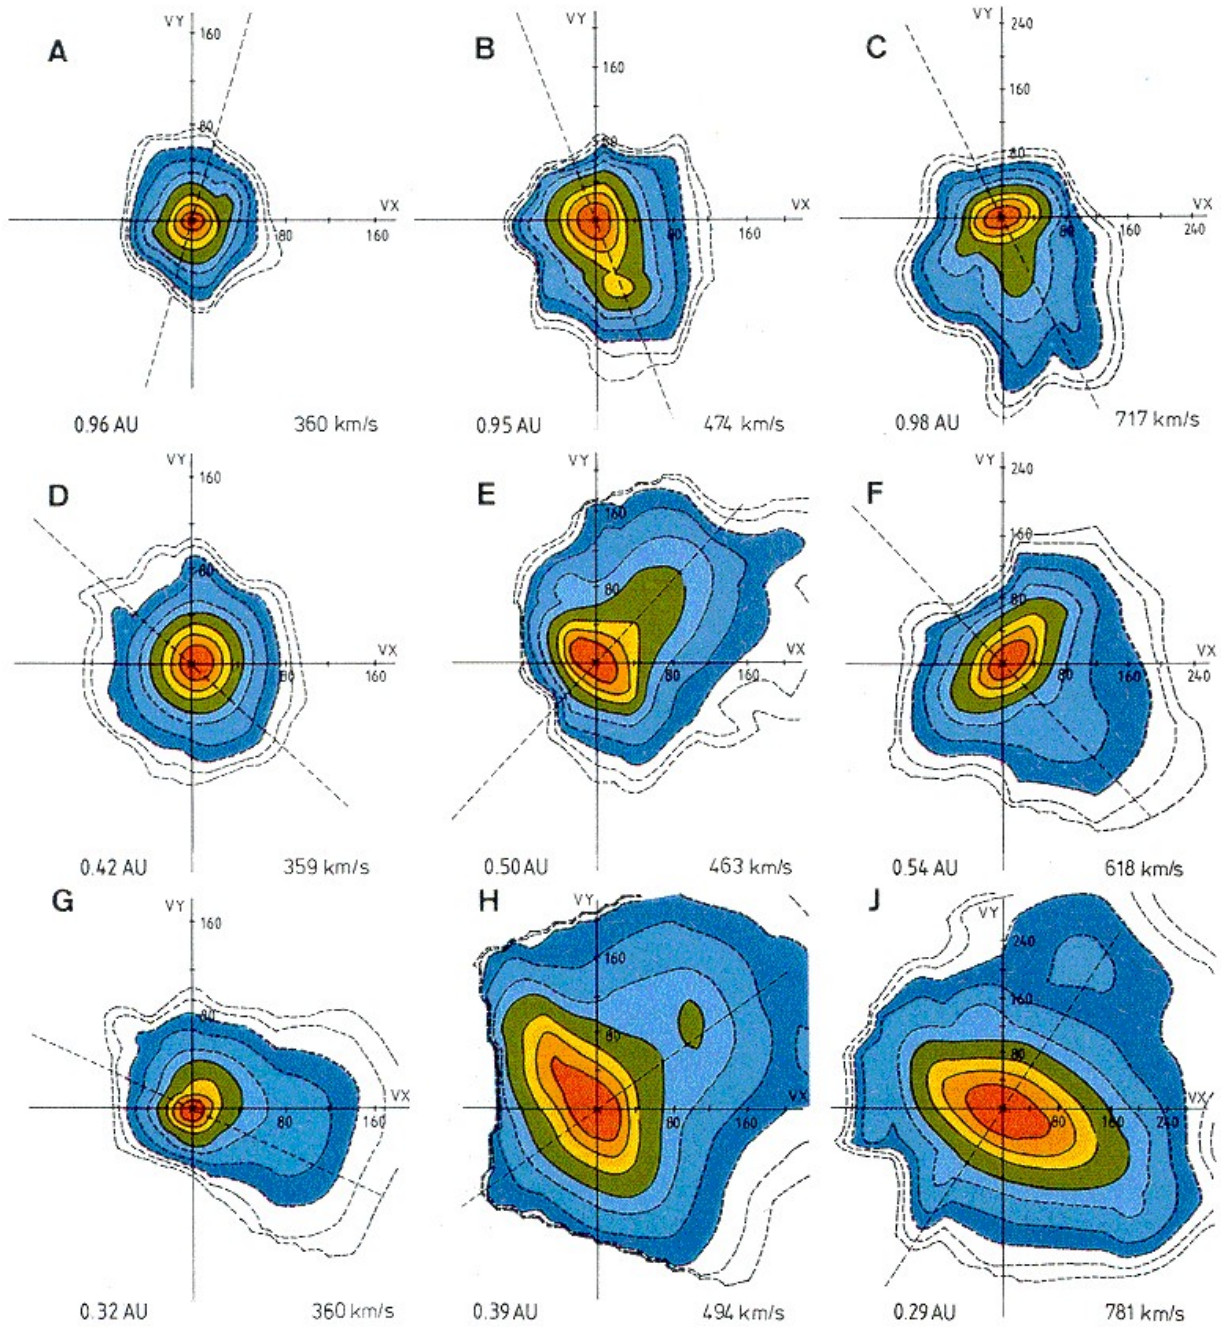 A
VY
160
80
VX
80
160
0.96 AU
360 km/s
B
VY
160
80
VX
80
160
0.95 AU
474 km/s
C
VY
240
160
80
VX
80
160
240
0.98 AU
717 km/s
D
VY
160
80
VX
80
160
0.42 AU
359 km/s
E
VY
160
80
VX
80
160
0.50 AU
463 km/s
F
VY
240
160
80
VX
80
160
240
0.54 AU
618 km/s
G
VY
160
80
VX
80
160
0.32 AU
360 km/s
H
VY
160
80
VX
80
160
0.39 AU
494 km/s
J
VY
240
160
80
VX
80
160
240
0.29 AU
781 km/s